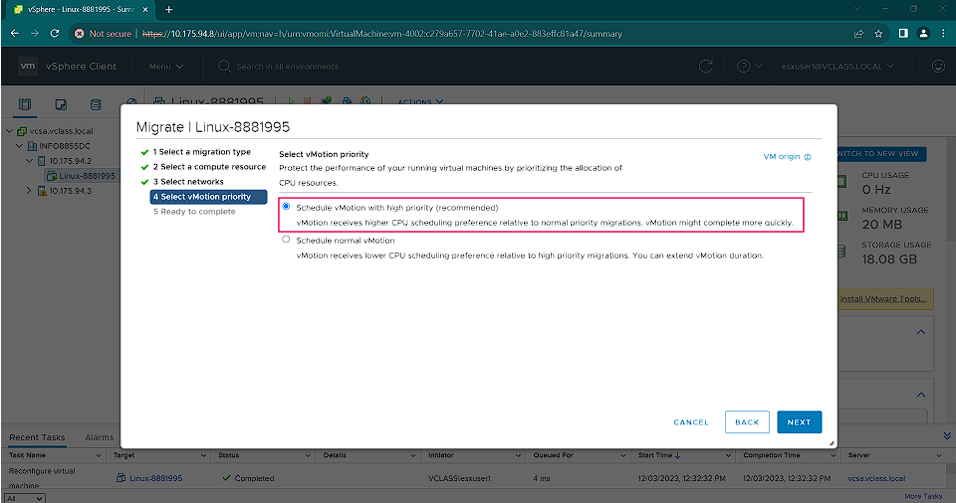 vSphere - Linux-8881995 - Sum
Not secure
https://10.175.94.8/ui/app/vm;nav=h/urn:vmomi:VirtualMachine:vm-4002:c279a657-7702-41ae-a0e2-883effc81a47/summary
vm vSphere Client Menu Search in all environments esxuser1@VCLASS.LOCAL
Linux-8881995 ACTIONS
vcsa.vclass.local
INFO8855DC
10.175.94.2
Linux-8881995
10.175.94.3
Migrate | Linux-8881995
1 Select a migration type
2 Select a compute resource
3 Select networks
4 Select vMotion priority
5 Ready to complete
Select vMotion priority
VM origin
Protect the performance of your running virtual machines by prioritizing the allocation of
CPU resources.
Schedule vMotion with high priority (recommended)
vMotion receives higher CPU scheduling preference relative to normal priority migrations. vMotion might complete more quickly.
Schedule normal vMotion
vMotion receives lower CPU scheduling preference relative to high priority migrations. You can extend vMotion duration.
CANCEL BACK NEXT
WITCH TO NEW VIEW
CPU USAGE
0 Hz
MEMORY USAGE
20 MB
STORAGE USAGE
18.08 GB
Install VMware Tools...
Recent Tasks Alarms
Task Name Target Status Details Initiator Queued For Start Time Completion Time Server
Reconfigure virtual
machine
Linux-8881995 Completed VCLASS\esxuser1 4 ms 12/03/2023, 12:32:32 PM 12/03/2023, 12:32:32 PM vcsa.vclass.local
All More Tasks